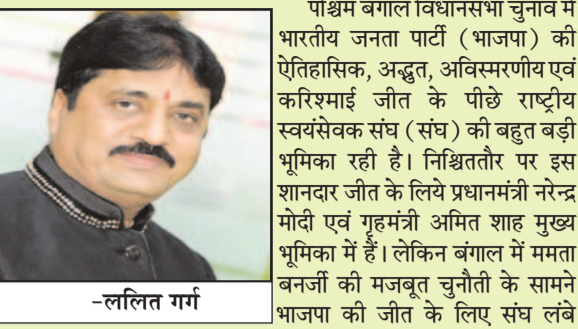 पश्चिम बंगाल विधानसभा चुनाव में
भारतीय जनता पार्टी (भाजपा) की
ऐतिहासिक, अद्भुत, अविस्मरणीय एवं
करिश्माई जीत के पीछे राष्ट्रीय
स्वयंसेवक संघ (संघ) की बहुत बड़ी
भूमिका रही है। निश्चिततौर पर इस
शानदार जीत के लिये प्रधानमंत्री नरेन्द्र
मोदी एवं गृहमंत्री अमित शाह मुख्य
भूमिका में हैं। लेकिन बंगाल में ममता
बनर्जी की मजबूत चुनौती के सामने
भाजपा की जीत के लिए संघ लंबे
-ललित गर्ग